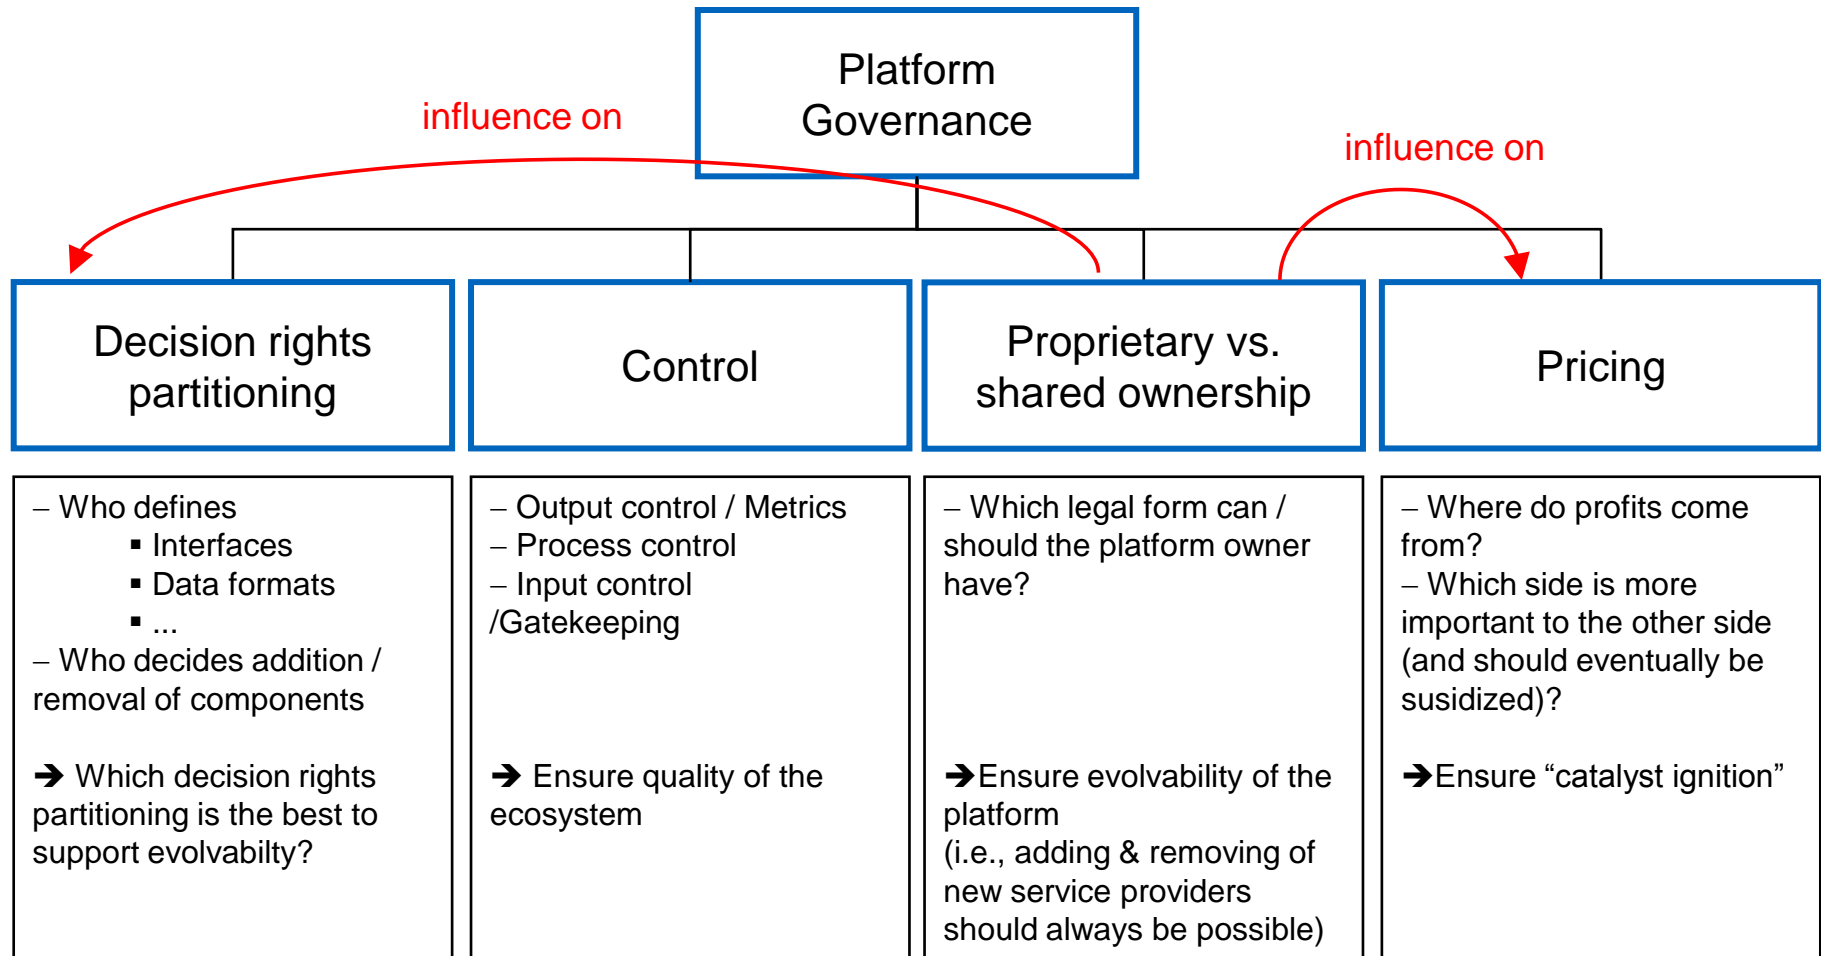 Platform
Governance
influence on
influence on
Decision rights
partitioning
Control
Proprietary vs.
shared ownership
Pricing
– Who defines
▪ Interfaces
▪ Data formats
▪ ...
– Who decides addition /
removal of components
➔ Which decision rights
partitioning is the best to
support evolvabilty?
– Output control / Metrics
– Process control
– Input control
/Gatekeeping
➔ Ensure quality of the
ecosystem
– Which legal form can /
should the platform owner
have?
➔Ensure evolvability of the
platform
(i.e., adding & removing of
new service providers
should always be possible)
– Where do profits come
from?
– Which side is more
important to the other side
(and should eventually be
susidized)?
➔Ensure “catalyst ignition”